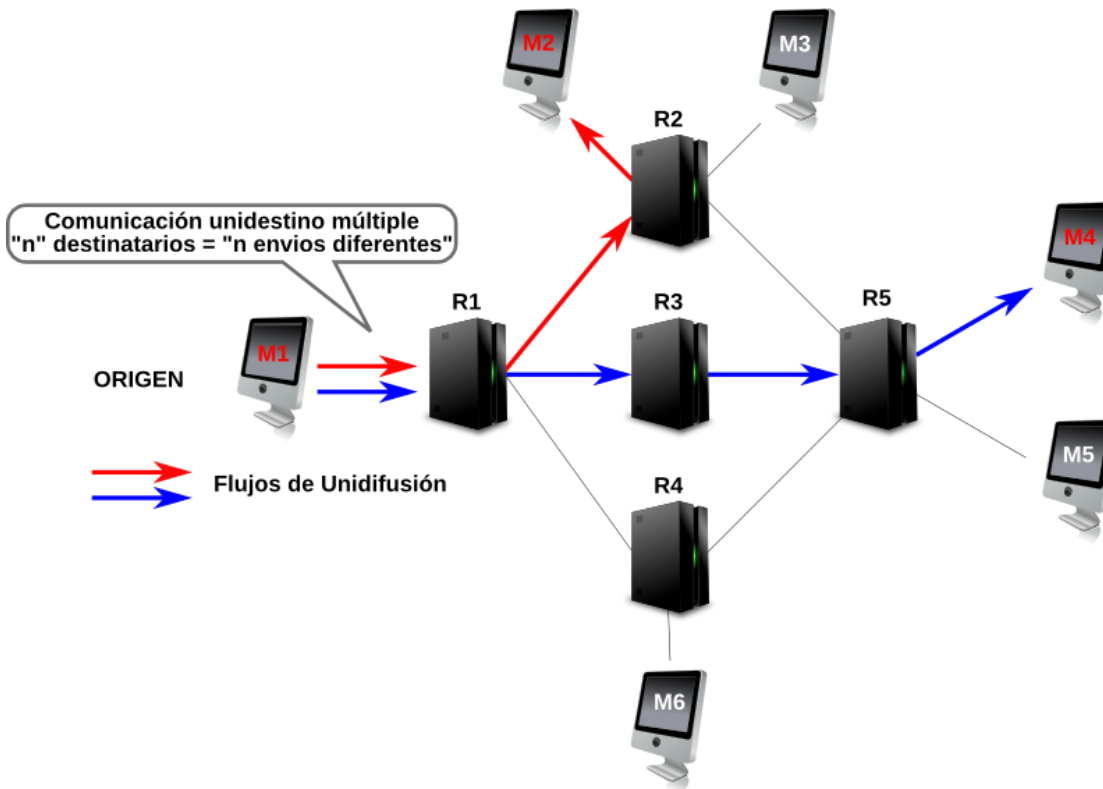 M2
M3
R2
Comunicación unidestino múltiple
"n" destinatarios = "n envios diferentes"
M4
R1
R3
R5
M1
ORIGEN
Flujos de Unidifusión
M5
R4
M6